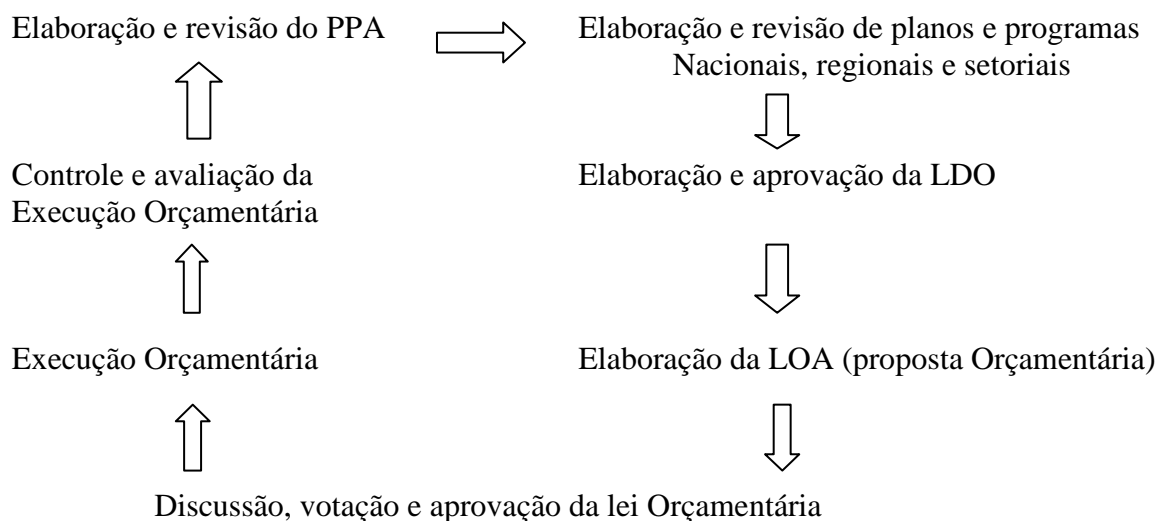 Elaboração e revisão do PPA
Elaboração e revisão de planos e programas
Nacionais, regionais e setoriais
Controle e avaliação da
Execução Orçamentária
Elaboração e aprovação da LDO
Execução Orçamentária
Elaboração da LOA (proposta Orçamentária)
Discussão, votação e aprovação da lei Orçamentária